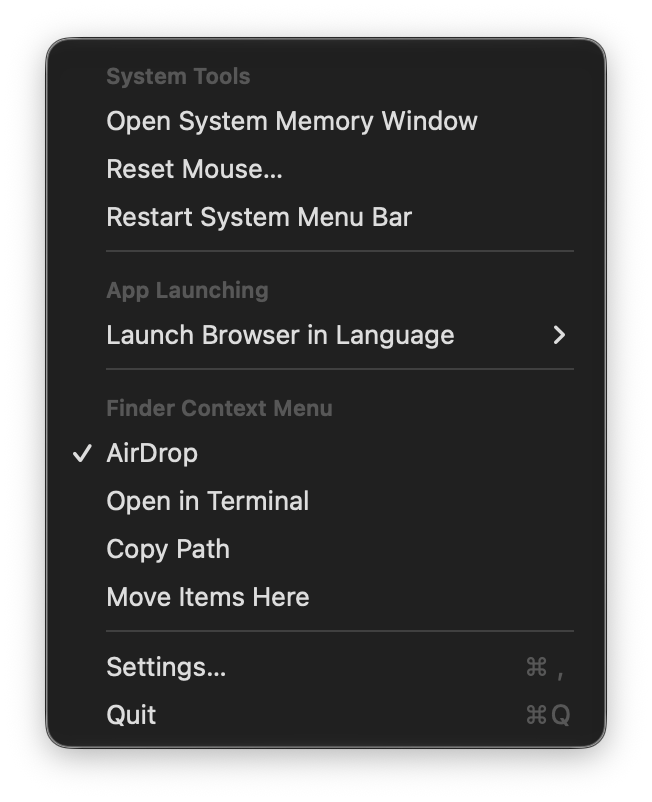 System Tools
Open System Memory Window
Reset Mouse...
Restart System Menu Bar
App Launching
Launch Browser in Language
Finder Context Menu
✓ AirDrop
Open in Terminal
Copy Path
Move Items Here
Settings... ⌘ ,
Quit ⌘Q